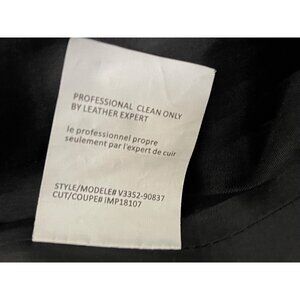 PROFESSIONAL CLEAN ONLY
BY LEATHER EXPERT
le professionnel propre
seulement par l'expert de cuir
STYLE/MODELE# V3352-90837
CUT/COUPE# IMP18107